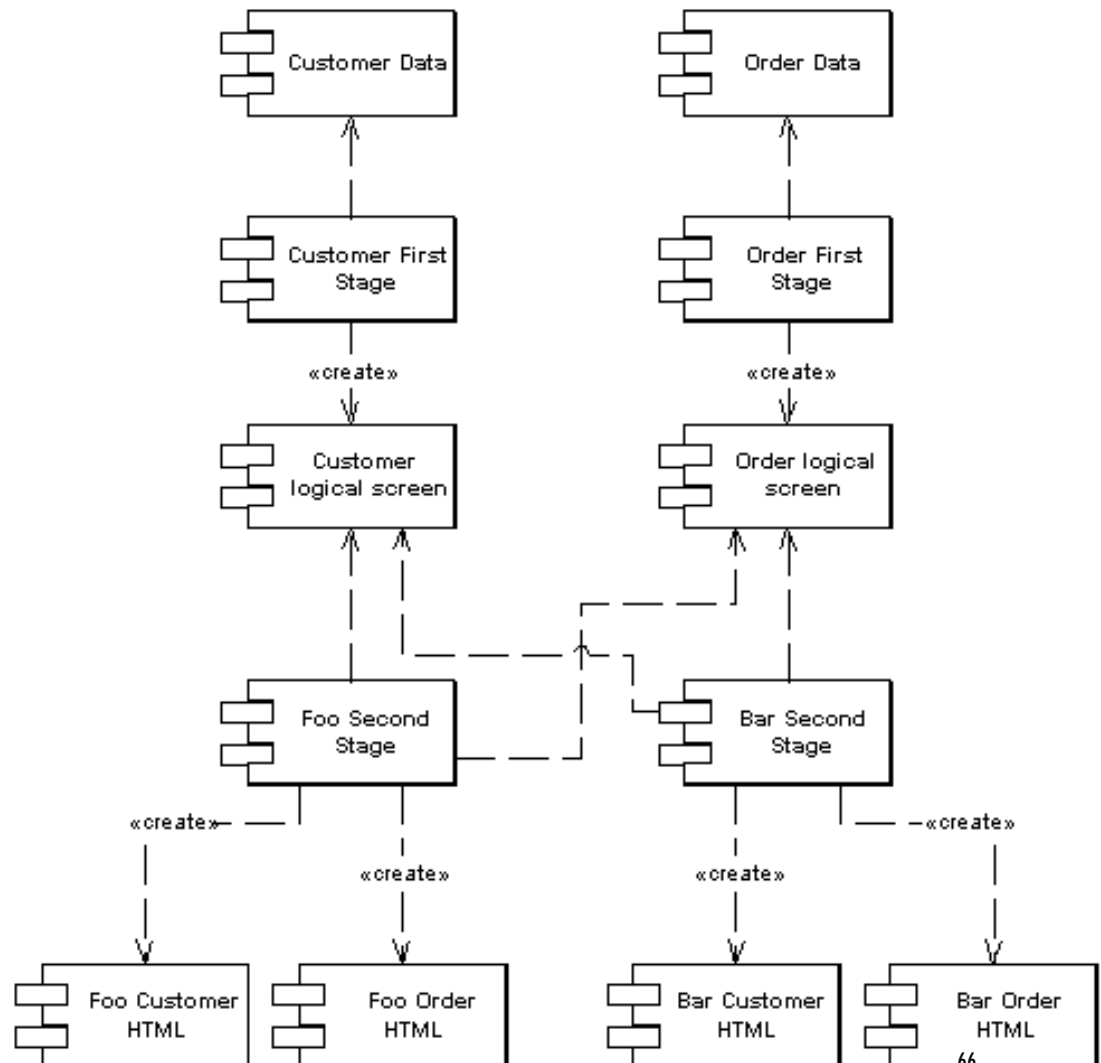 Customer Data
Order Data
Customer First
Stage
Order First
Stage
«create»
«create»
Customer
logical screen
Order logical
screen
Foo Second
Stage
Bar Second
Stage
«create»
«create»
«create»
«create»
Foo Customer
HTML
Foo Order
HTML
Bar Customer
HTML
Bar Order
HTML
66